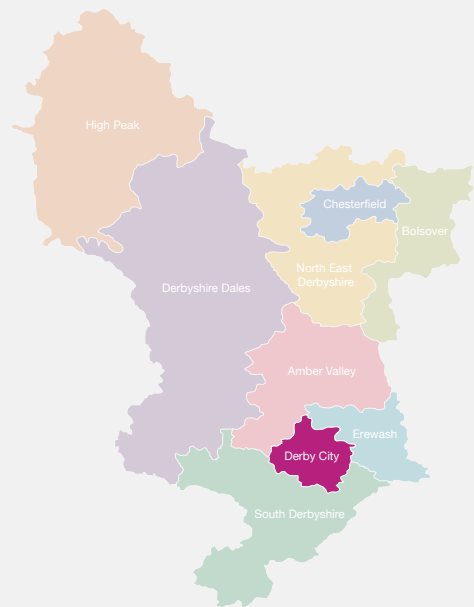 High Peak
Chesterfield
Bolsover
North East
Derbyshire
Derbyshire Dales
Amber Valley
Erewash
Derby City
South Derbyshire